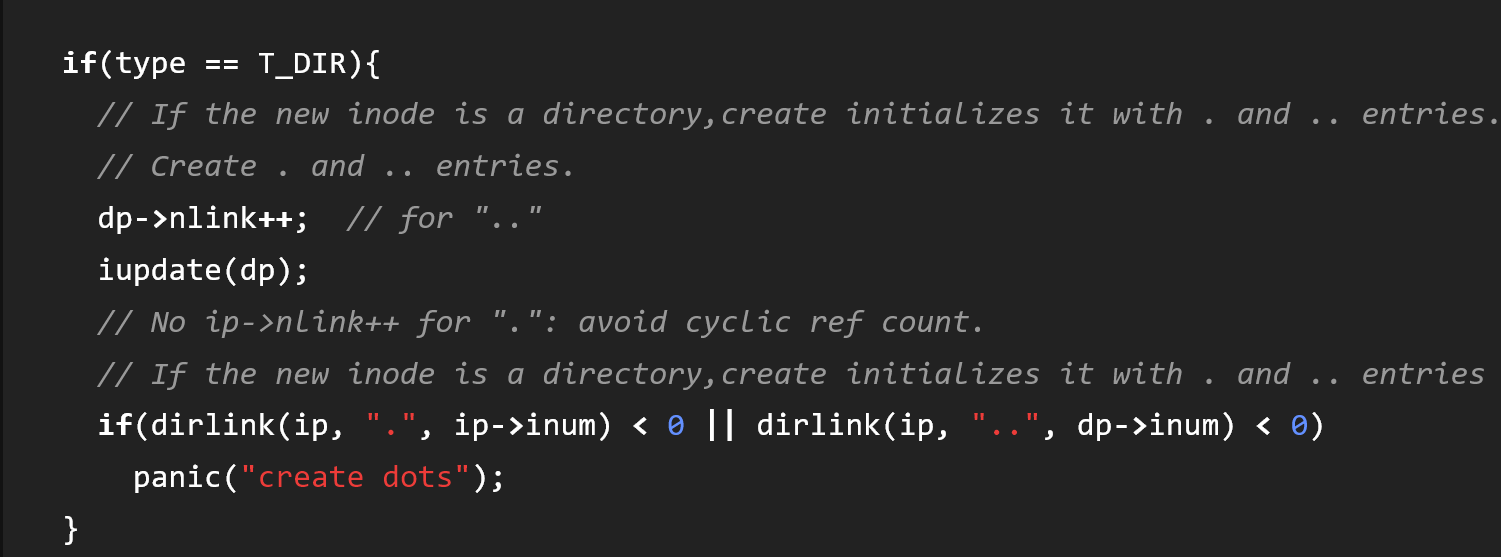 if(type == T_DIR){
// If the new inode is a directory,create initializes it with . and .. entries.
// Create . and .. entries.
dp->nlink++;  // for ".."
iupdate(dp);
// No ip->nlink++ for ".": avoid cyclic ref count.
// If the new inode is a directory,create initializes it with . and .. entries
if(dirlink(ip, ".", ip->inum) < 0 || dirlink(ip, "..", dp->inum) < 0)
panic("create dots");
}